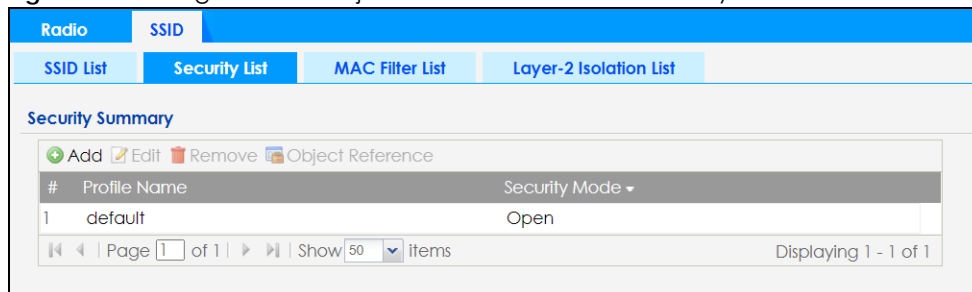 Radio SSID
SSID List Security List MAC Filter List Layer-2 Isolation List
Security Summary
Add Edit Remove Object Reference
# Profile Name Security Mode
1 default Open
Page 1 of 1 Show 50 items Displaying 1 - 1 of 1